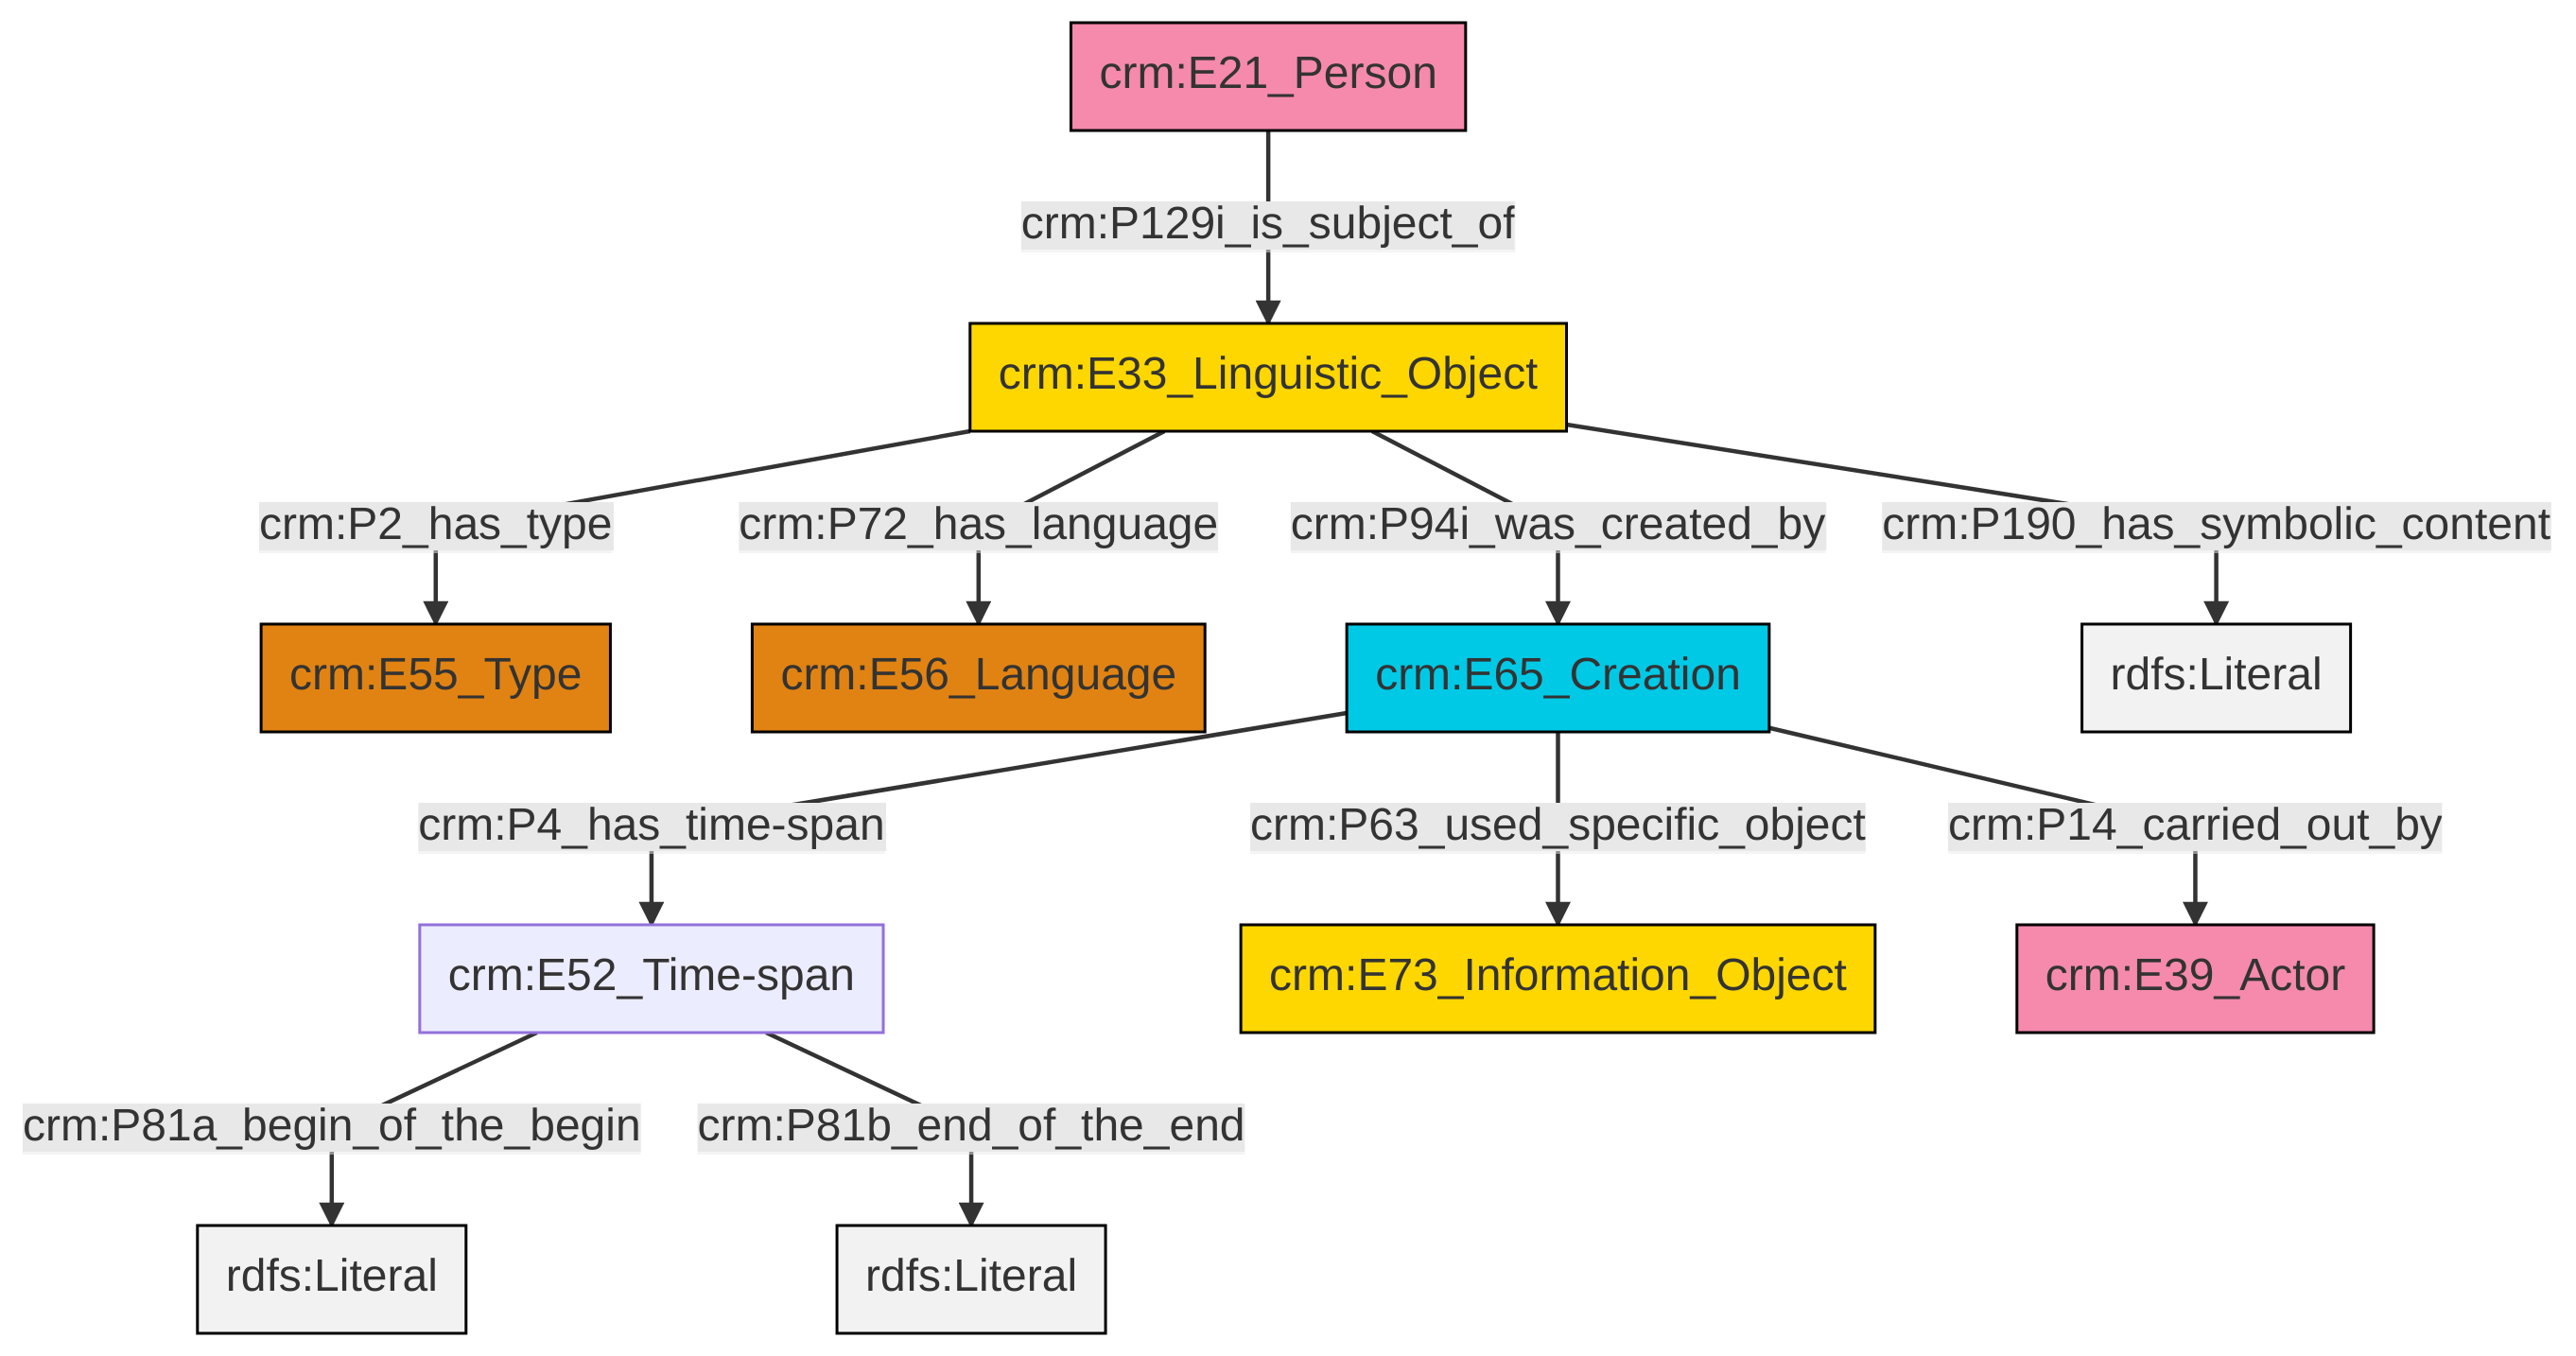 crm:E21_Person
crm:P129i_is_subject_of
crm:E33_Linguistic_Object
crm:P2_has_type
crm:P72_has_language
crm:P94i_was_created_by
crm:P190_has_symbolic_content
crm:E55_Type
crm:E56_Language
crm:E65_Creation
rdfs:Literal
crm:P4_has_time-span
crm:P63_used_specific_object
crm:P14_carried_out_by
crm:E52_Time-span
crm:E73_Information_Object
crm:E39_Actor
crm:P81a_begin_of_the_begin
crm:P81b_end_of_the_end
rdfs:Literal
rdfs:Literal